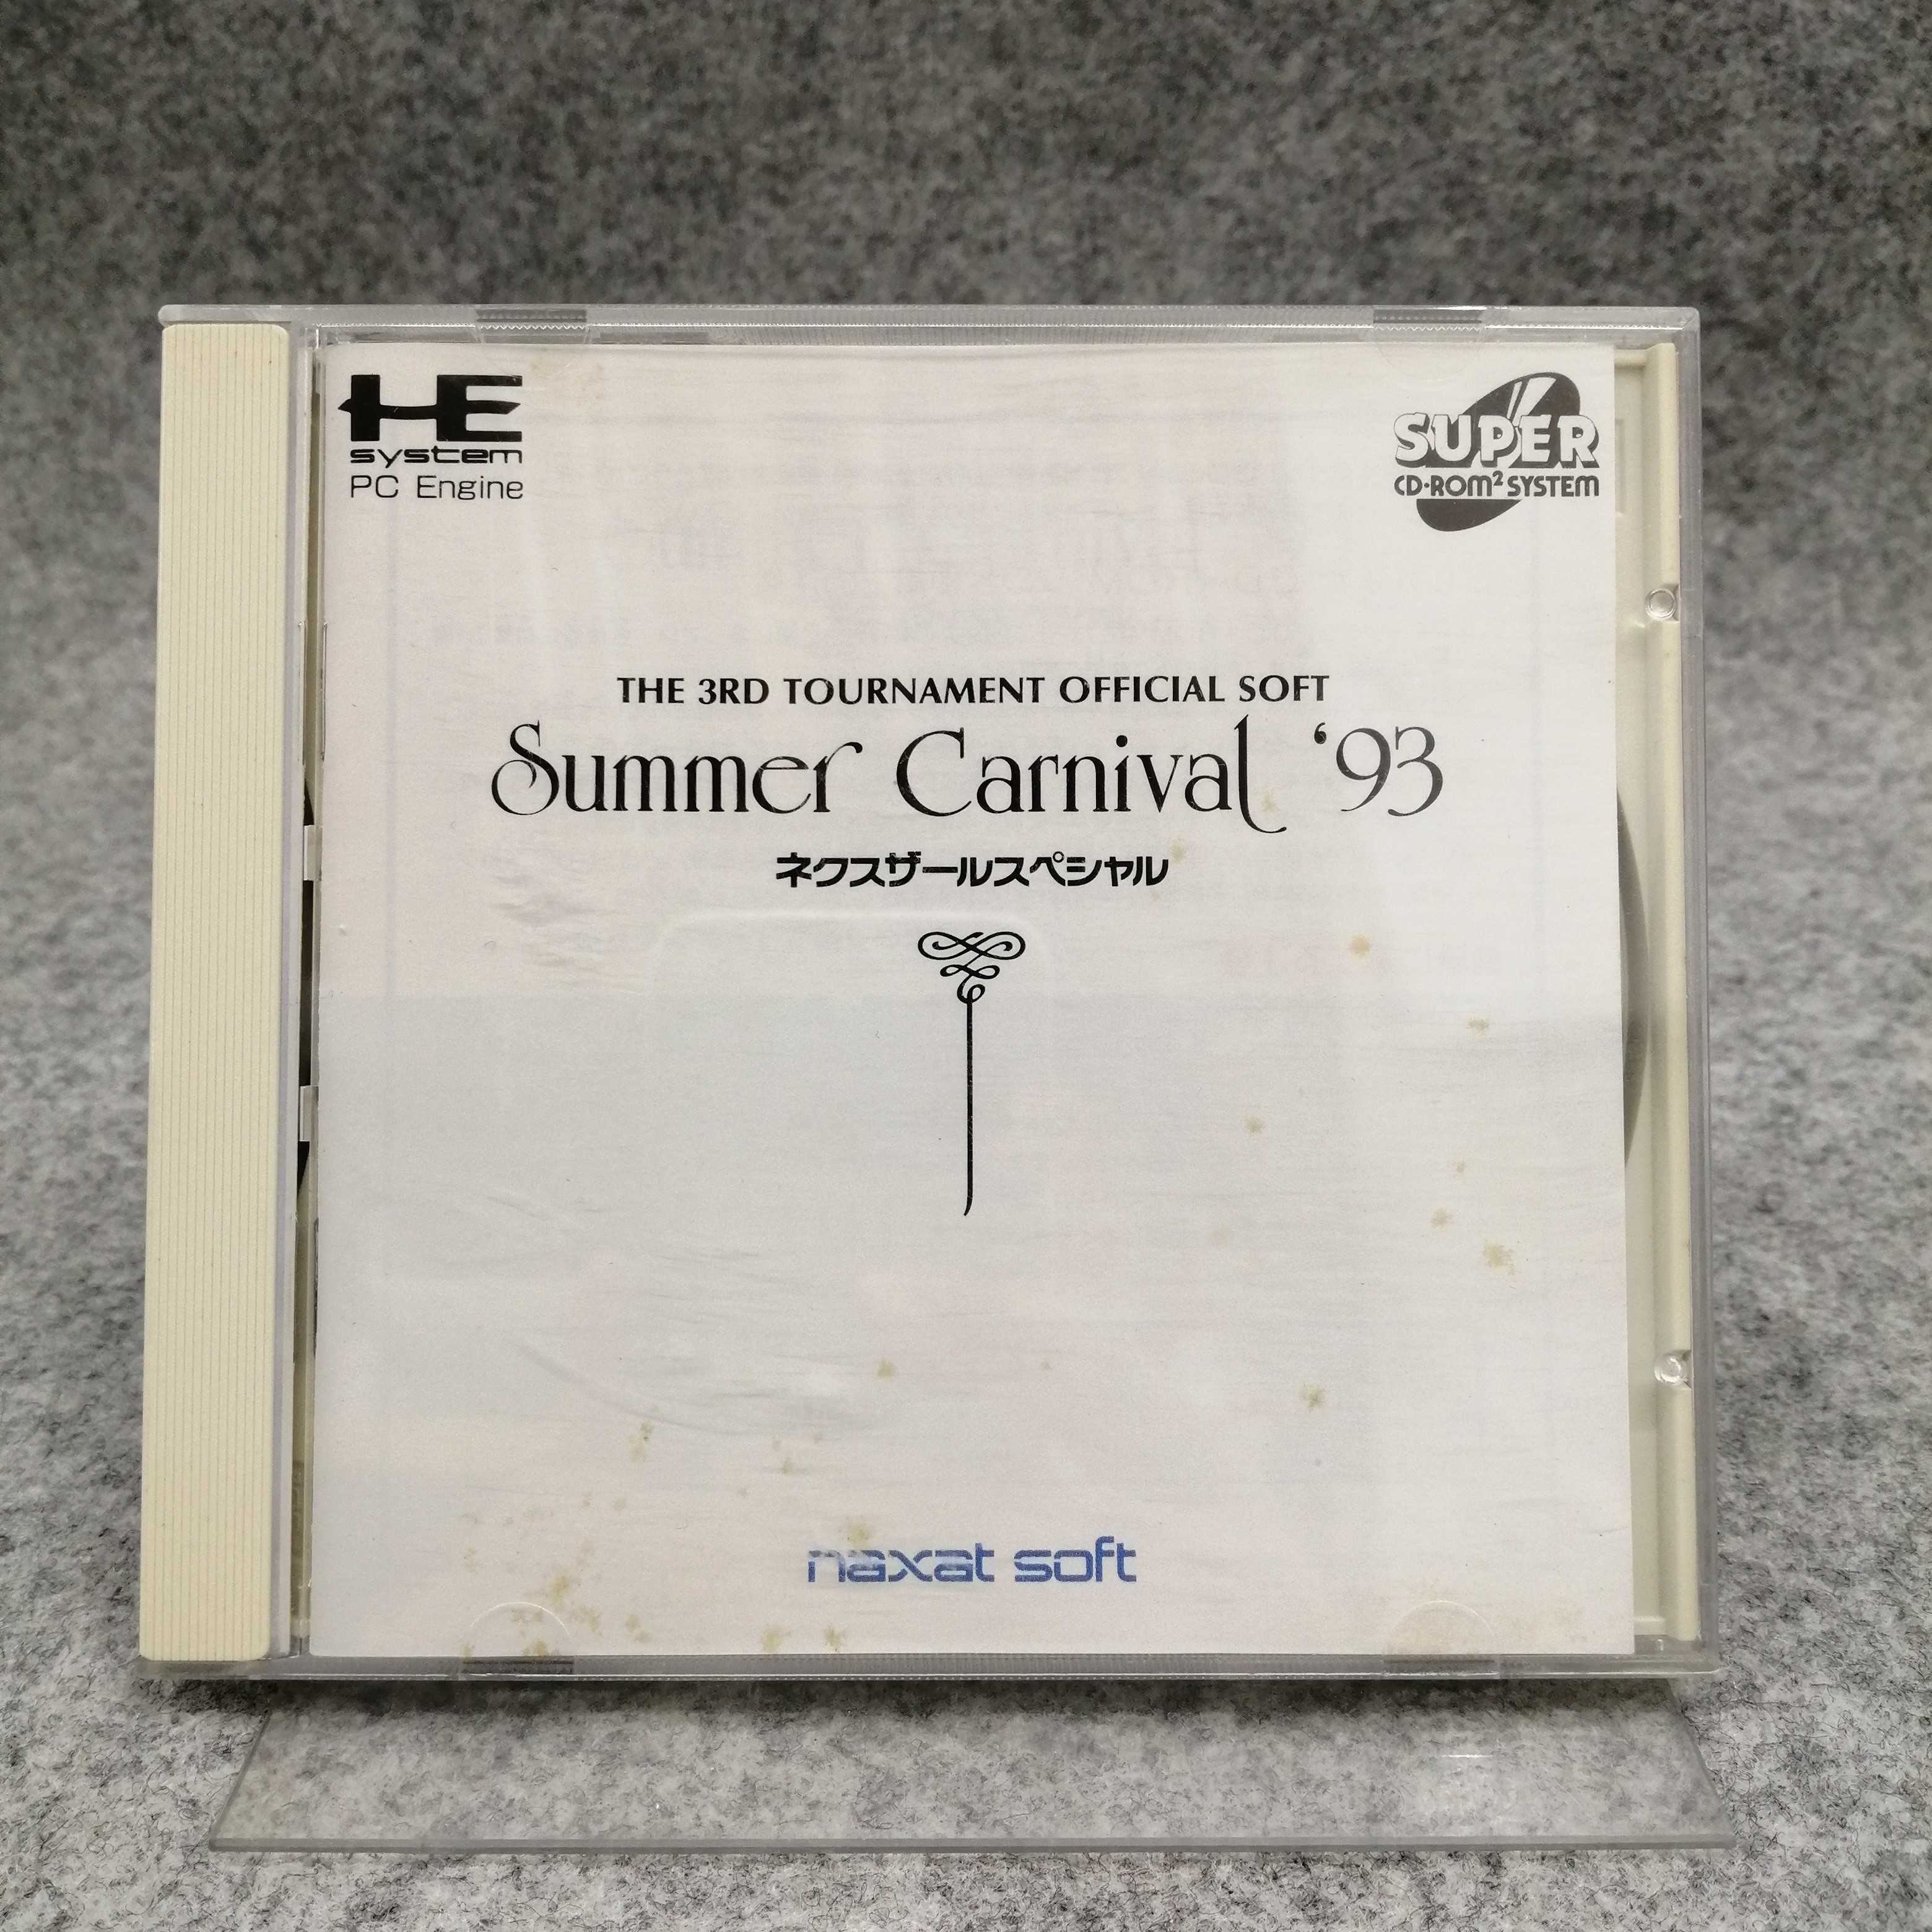 HE
system
PC Engine
SUPER
CD-ROM² SYSTEM
THE 3RD TOURNAMENT OFFICIAL SOFT
Summer Carnival '93
ネクスザールスペシャル
naxat soft